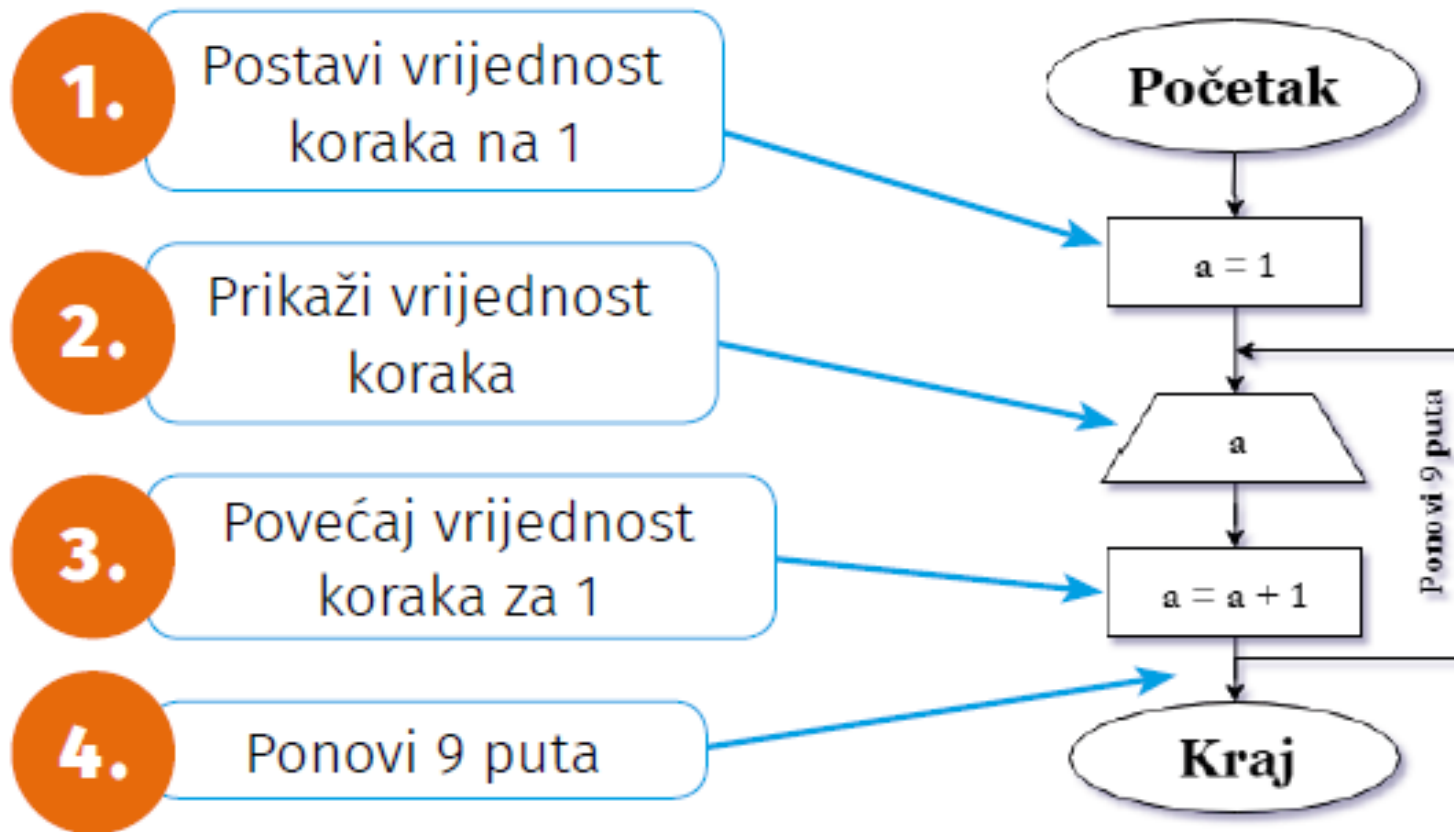 1.
Postavi vrijednost
koraka na 1
2.
Prikaži vrijednost
koraka
3.
Povećaj vrijednost
koraka za 1
4.
Ponovi 9 puta
Početak
a = 1
a
a = a + 1
Ponovi 9 puta
Kraj